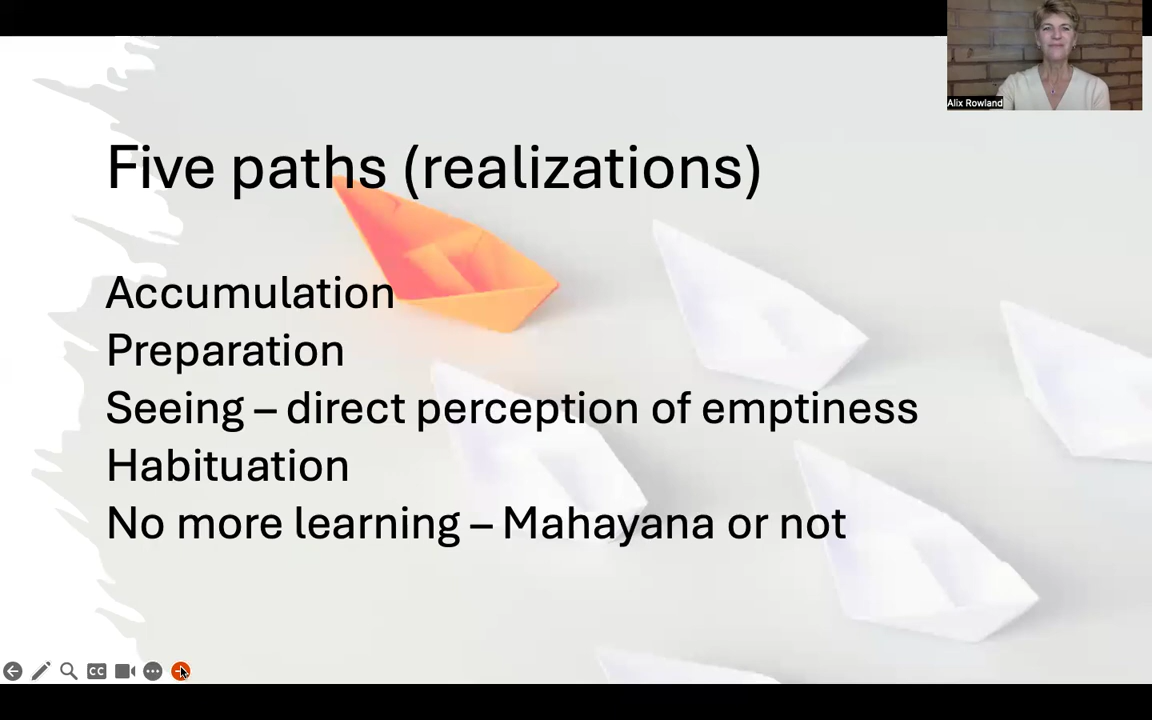 Alix Rowland
Five paths (realizations)
Accumulation
Preparation
Seeing – direct perception of emptiness
Habituation
No more learning – Mahayana or not
CC